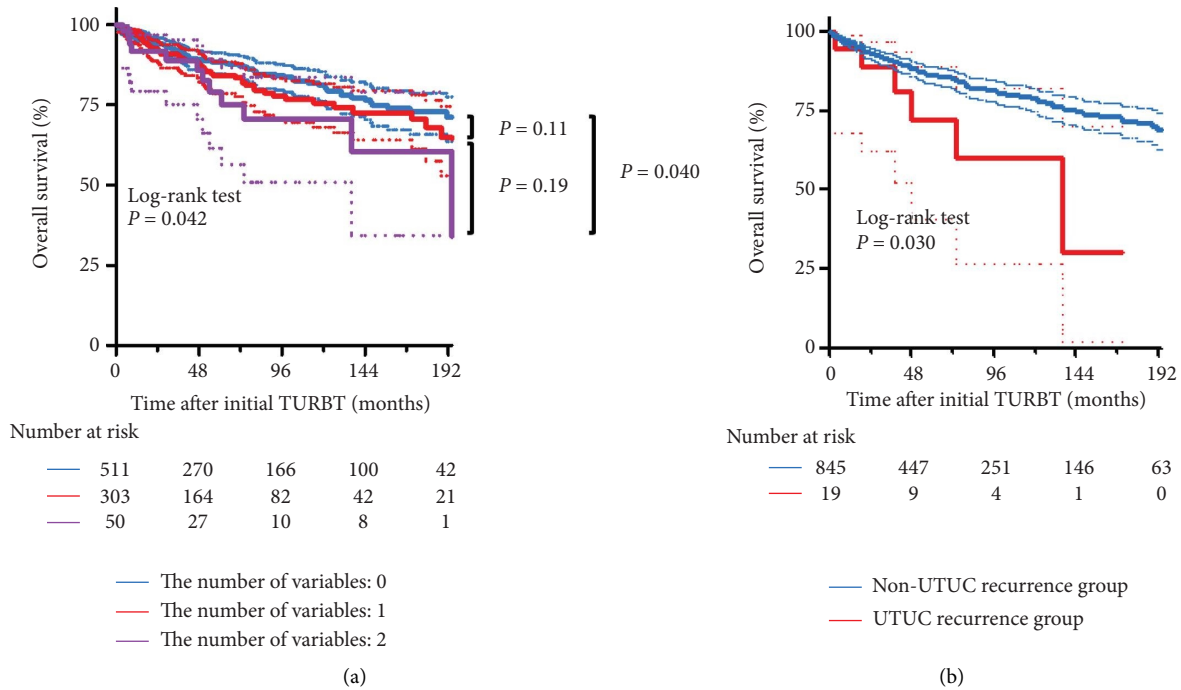 100
75
50
25
0
Overall survival (%)
Log-rank test
P = 0.042
P = 0.11
P = 0.19
P = 0.040
0 48 96 144 192
Time after initial TURBT (months)
Number at risk
511 270 166 100 42
303 164 82 42 21
50 27 10 8 1
The number of variables: 0
The number of variables: 1
The number of variables: 2
(a)
100
75
50
25
0
Overall survival (%)
Log-rank test
P = 0.030
0 48 96 144 192
Time after initial TURBT (months)
Number at risk
845 447 251 146 63
19 9 4 1 0
Non-UTUC recurrence group
UTUC recurrence group
(b)